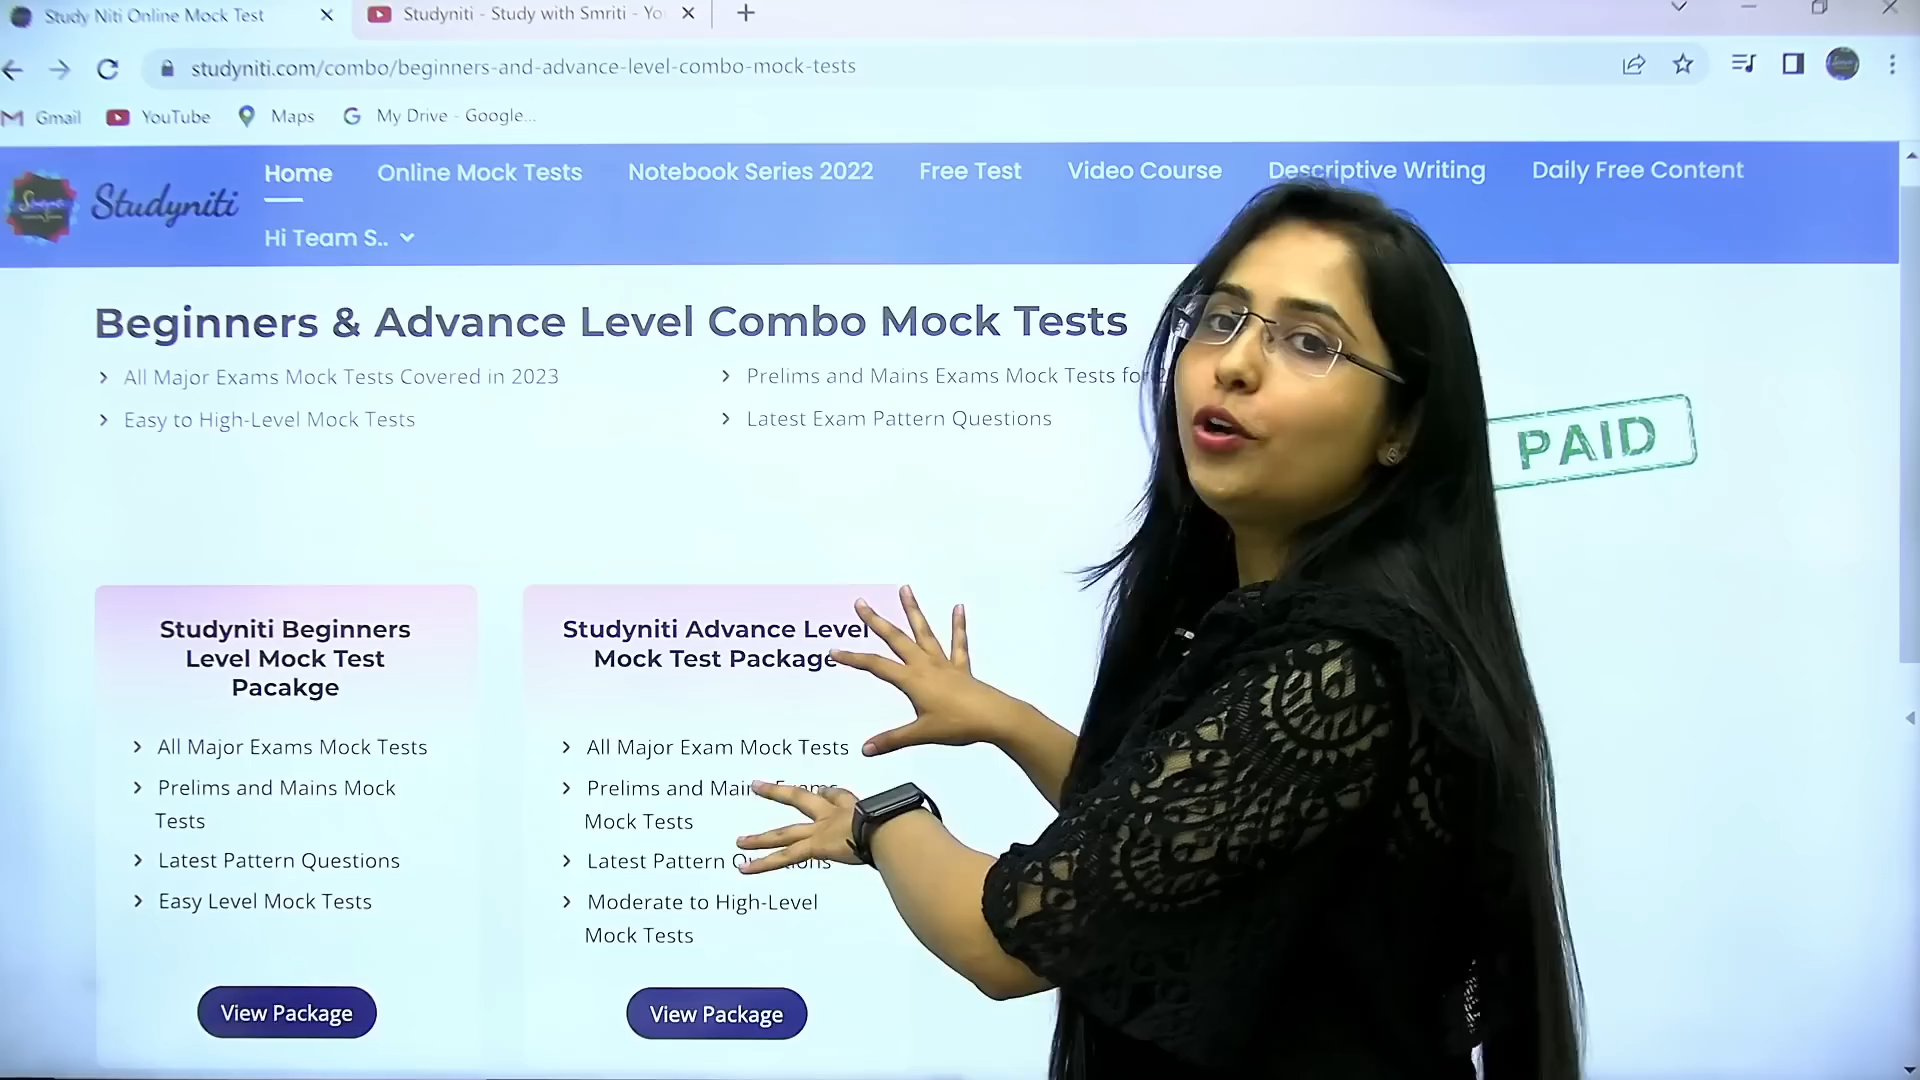 Study Niti Online Mock Test
Studyniti - Study with Smriti - Yo
studyniti.com/combo/beginners-and-advance-level-combo-mock-tests
Gmail
YouTube
Maps
My Drive - Google...
Studyniti
Home
Online Mock Tests
Notebook Series 2022
Free Test
Video Course
Descriptive Writing
Daily Free Content
Hi Team S..
Beginners & Advance Level Combo Mock Tests
All Major Exams Mock Tests Covered in 2023
Prelims and Mains Exams Mock Tests for
Easy to High-Level Mock Tests
Latest Exam Pattern Questions
PAID
Studyniti Beginners
Level Mock Test
Pacakge
All Major Exams Mock Tests
Prelims and Mains Mock
Tests
Latest Pattern Questions
Easy Level Mock Tests
View Package
Studyniti Advance Level
Mock Test Package
All Major Exam Mock Tests
Prelims and Mains Exams
Mock Tests
Latest Pattern Questions
Moderate to High-Level
Mock Tests
View Package